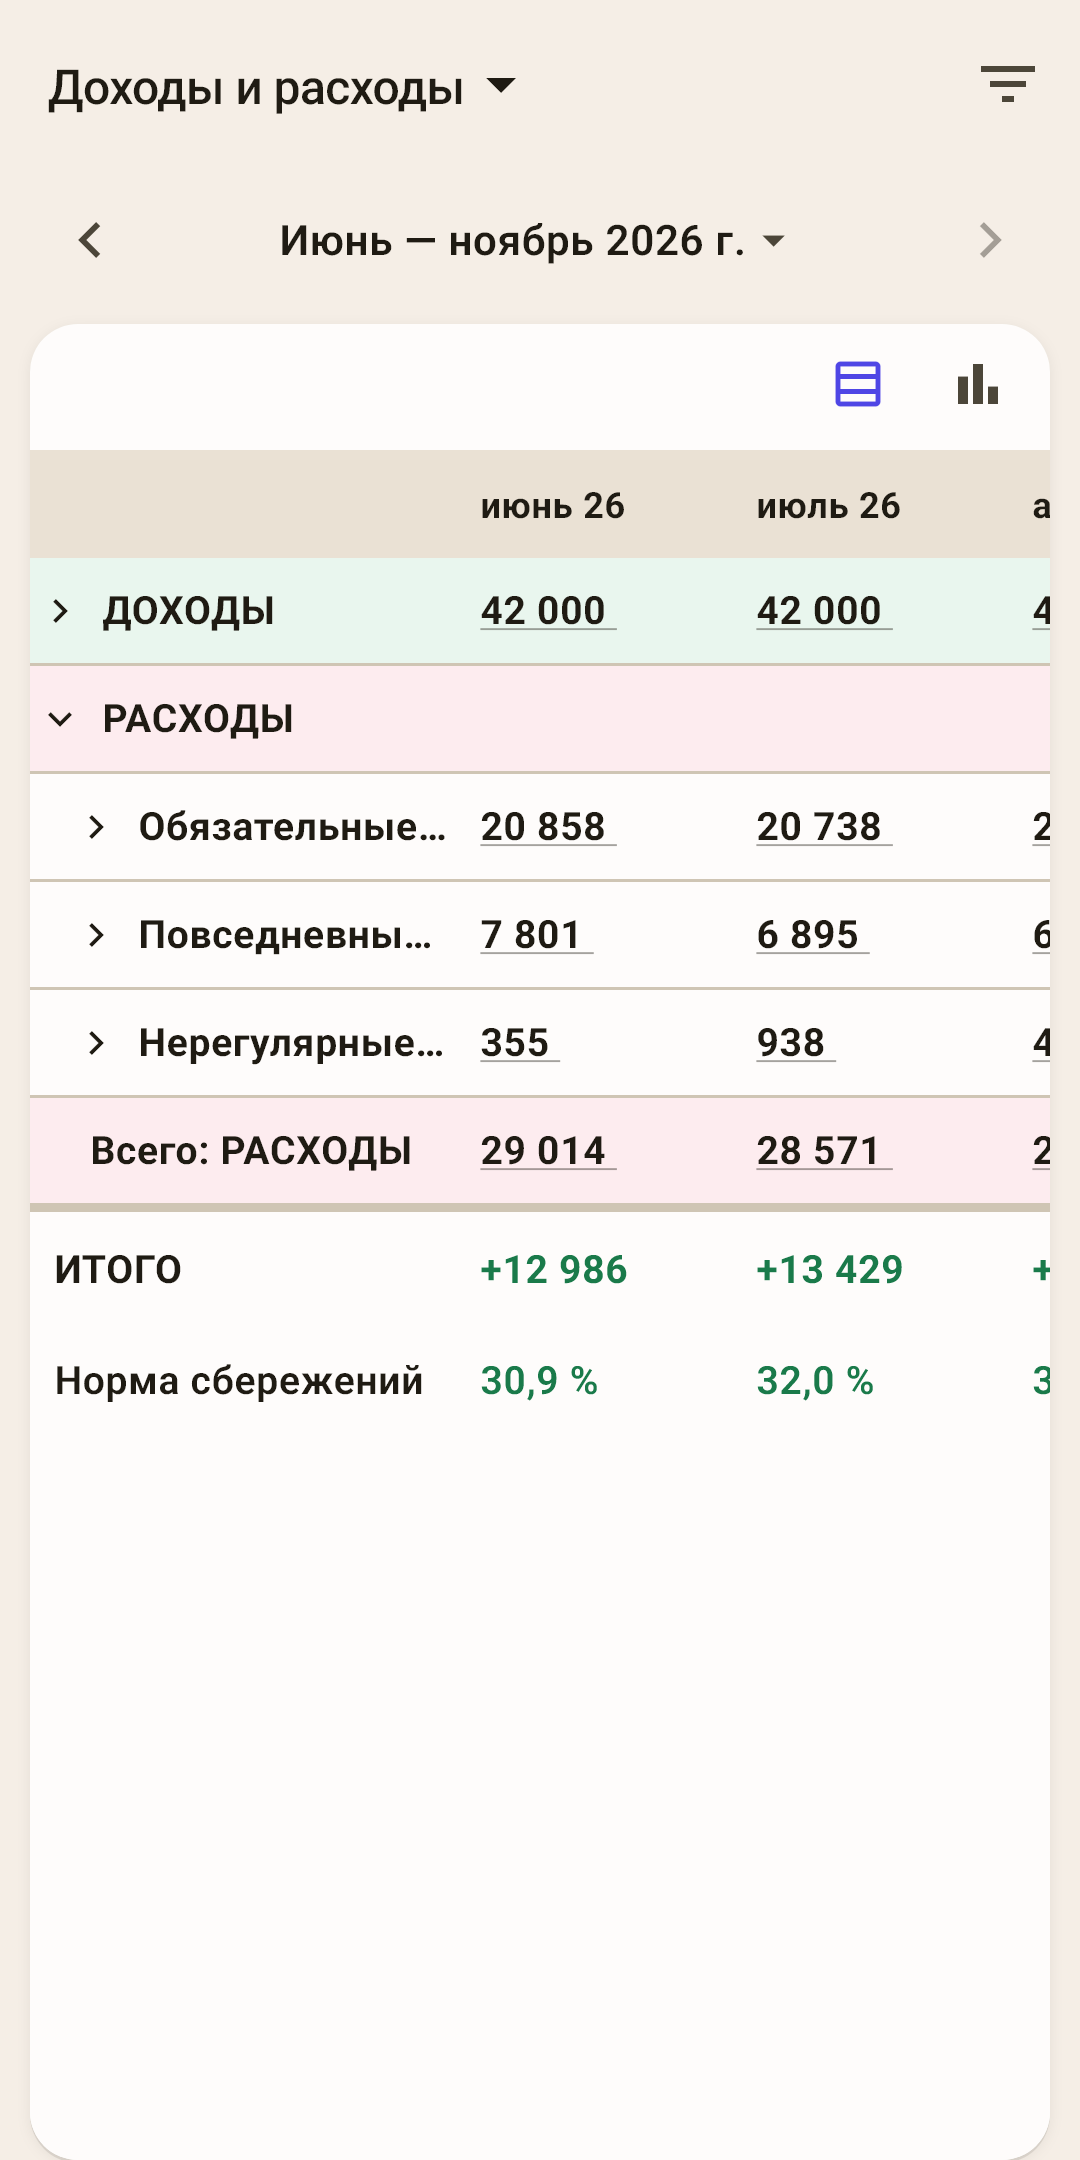 Доходы и расходы
Июнь — ноябрь 2026 г.
июнь 26 июль 26
ДОХОДЫ 42 000 42 000
РАСХОДЫ
Обязательные… 20 858 20 738
Повседневны… 7 801 6 895
Нерегулярные… 355 938
Всего: РАСХОДЫ 29 014 28 571
ИТОГО +12 986 +13 429
Норма сбережений 30,9 % 32,0 %